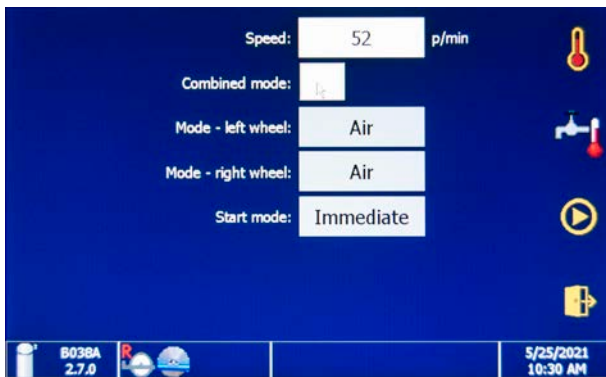 Speed: 52 p/min
Combined mode:
Mode - left wheel: Air
Mode - right wheel: Air
Start mode: Immediate
B038A
2.7.0
R
5/25/2021
10:30 AM